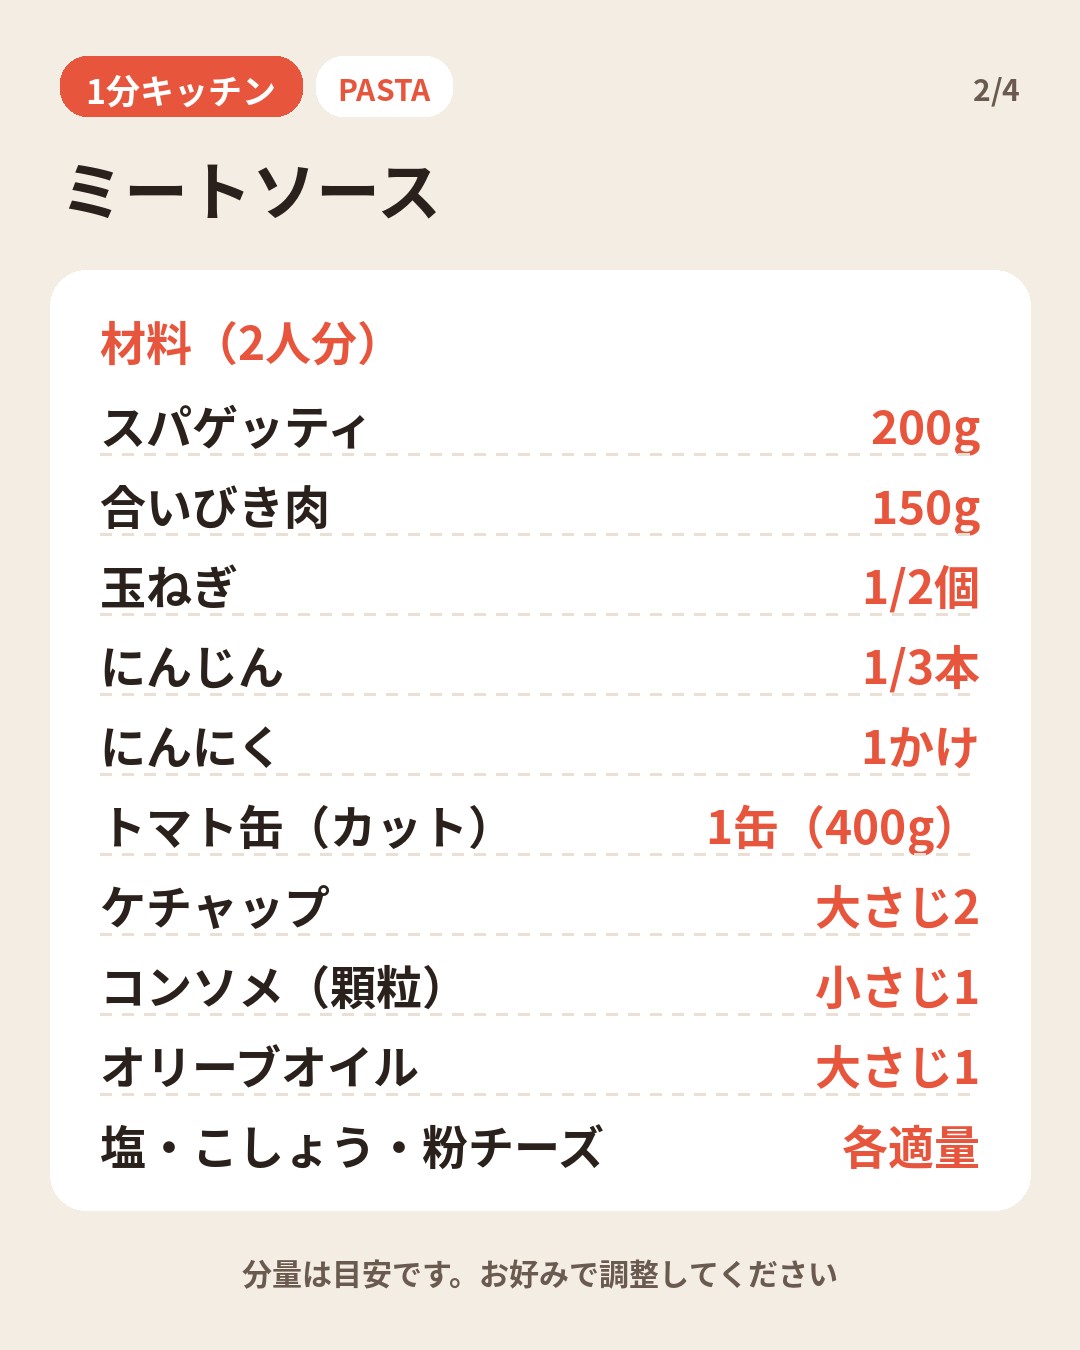 1分キッチン PASTA 2/4
ミートソース
材料（2人分）
スパゲッティ 200g
合いびき肉 150g
玉ねぎ 1/2個
にんじん 1/3本
にんにく 1かけ
トマト缶（カット） 1缶（400g）
ケチャップ 大さじ2
コンソメ（顆粒） 小さじ1
オリーブオイル 大さじ1
塩・こしょう・粉チーズ 各適量
分量は目安です。お好みで調整してください